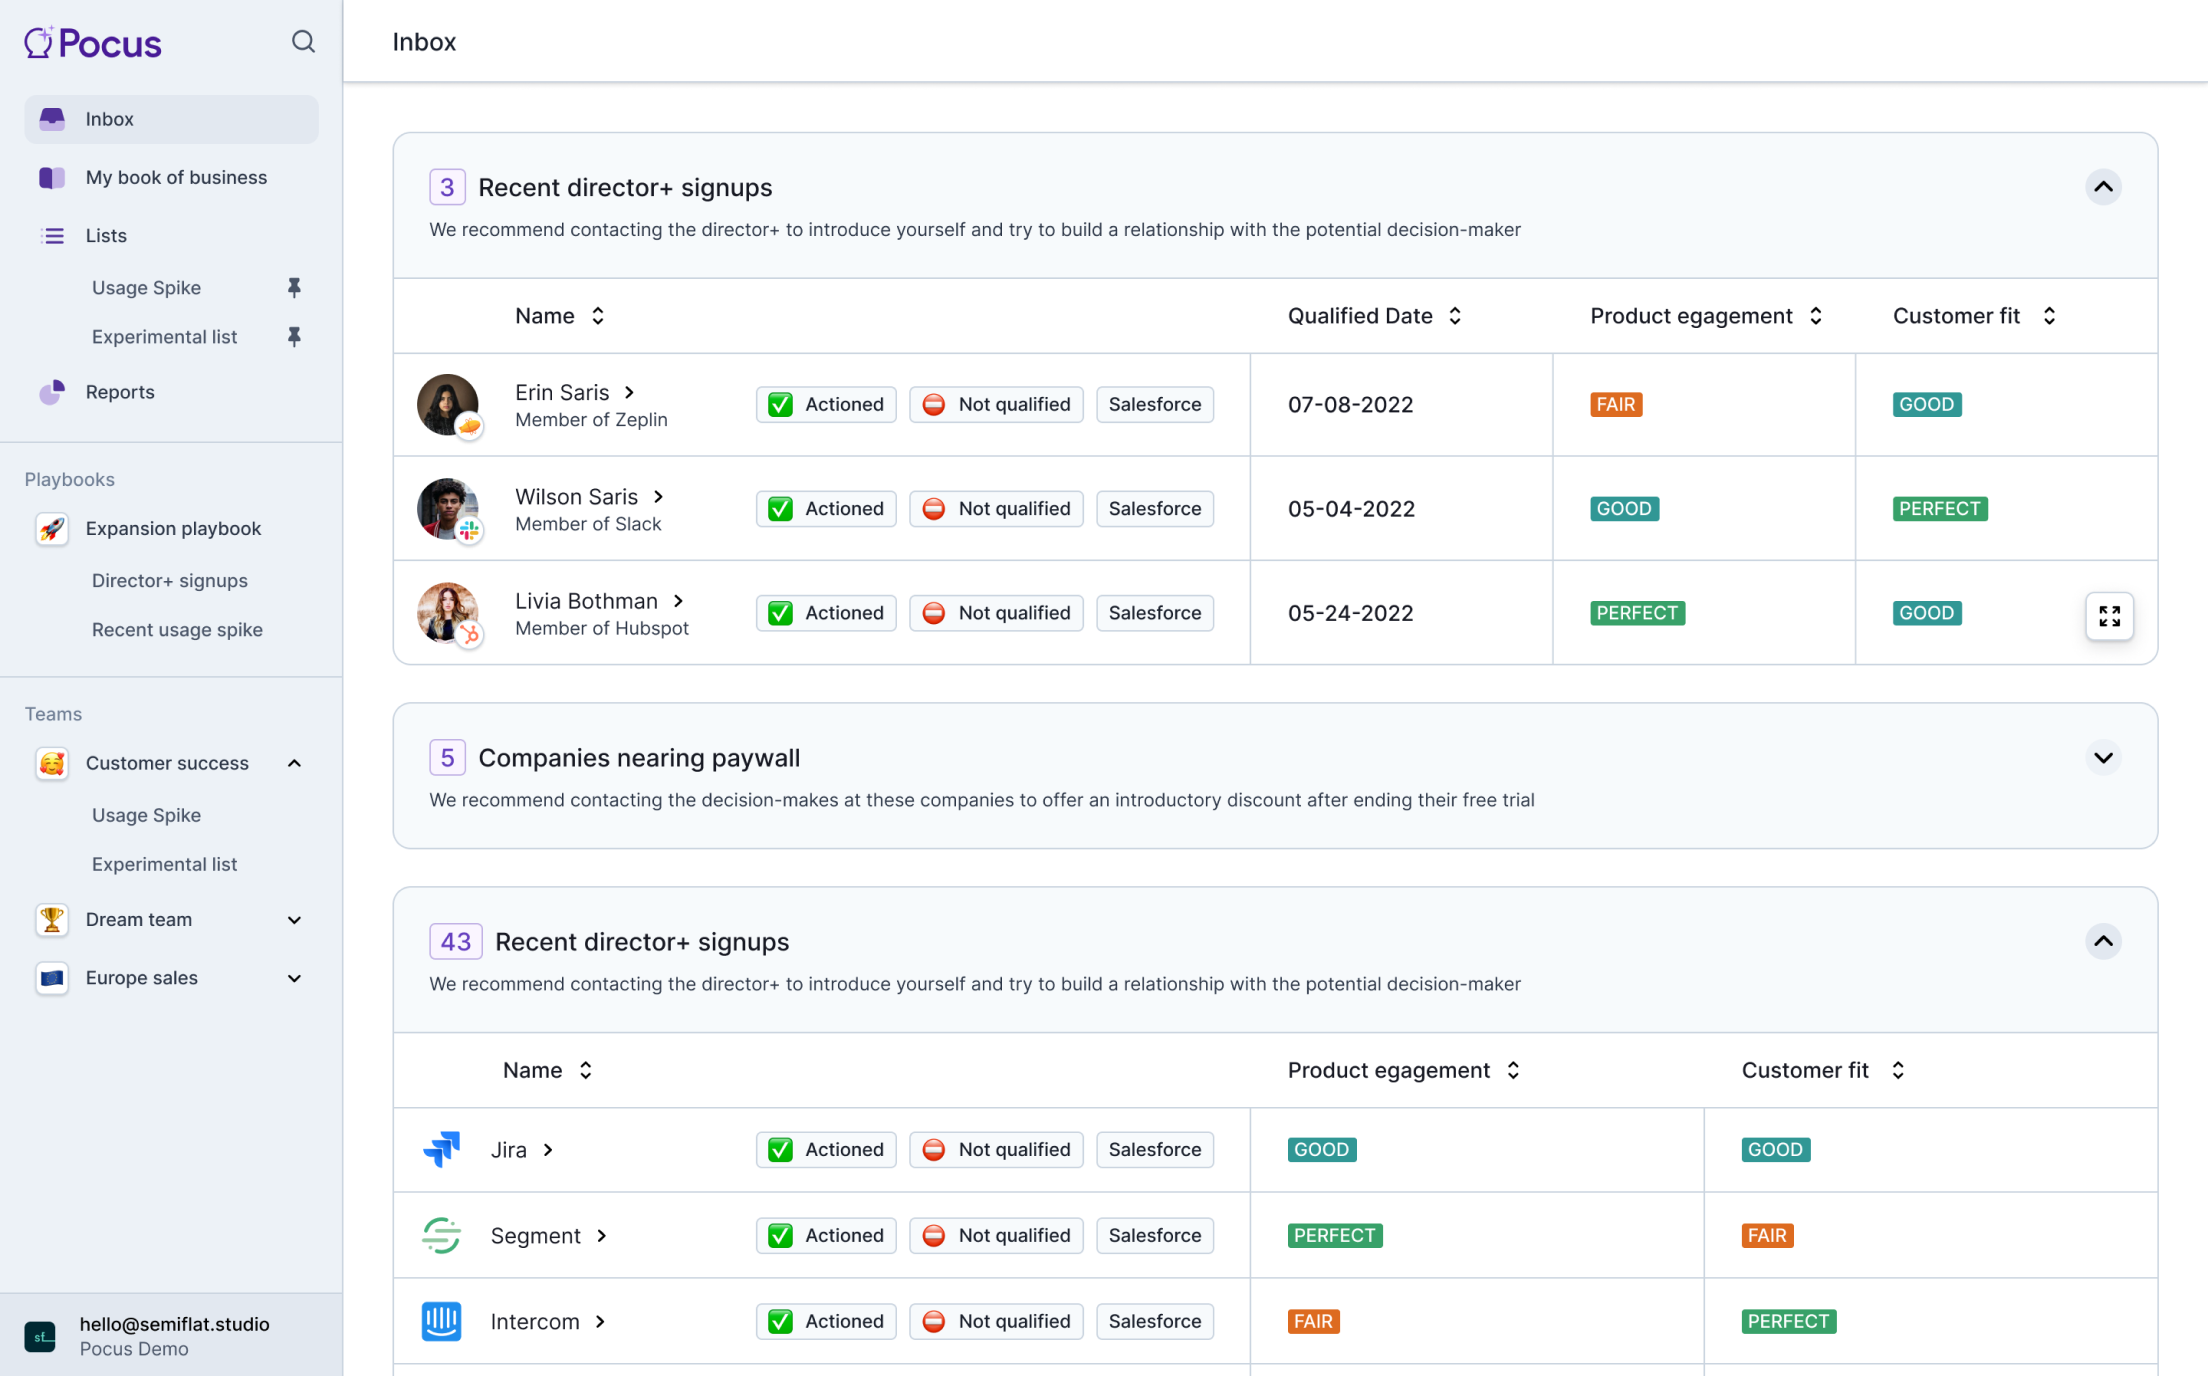 Pocus
Inbox
My book of business
Lists
Usage Spike
Experimental list
Reports
Playbooks
Expansion playbook
Director+ signups
Recent usage spike
Teams
Customer success
Usage Spike
Experimental list
Dream team
Europe sales
sf_
hello@semiflat.studio
Pocus Demo
Inbox
3 Recent director+ signups
We recommend contacting the director+ to introduce yourself and try to build a relationship with the potential decision-maker
Name Qualified Date Product egagement Customer fit
Erin Saris
Member of Zeplin
Actioned Not qualified Salesforce 07-08-2022 FAIR GOOD
Wilson Saris
Member of Slack
Actioned Not qualified Salesforce 05-04-2022 GOOD PERFECT
Livia Bothman
Member of Hubspot
Actioned Not qualified Salesforce 05-24-2022 PERFECT GOOD
5 Companies nearing paywall
We recommend contacting the decision-makes at these companies to offer an introductory discount after ending their free trial
43 Recent director+ signups
We recommend contacting the director+ to introduce yourself and try to build a relationship with the potential decision-maker
Name Product egagement Customer fit
Jira Actioned Not qualified Salesforce GOOD GOOD
Segment Actioned Not qualified Salesforce PERFECT FAIR
Intercom Actioned Not qualified Salesforce FAIR PERFECT